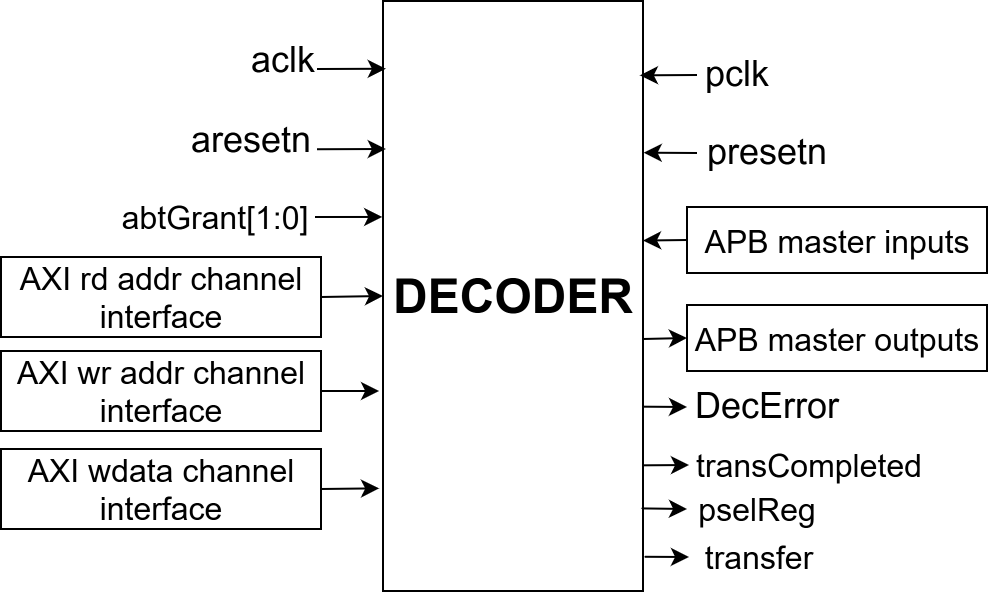 aclk
aresetn
abtGrant[1:0]
AXI rd addr channel
interface
AXI wr addr channel
interface
AXI wdata channel
interface
DECODER
pclk
presetn
APB master inputs
APB master outputs
DecError
transCompleted
pselReg
transfer